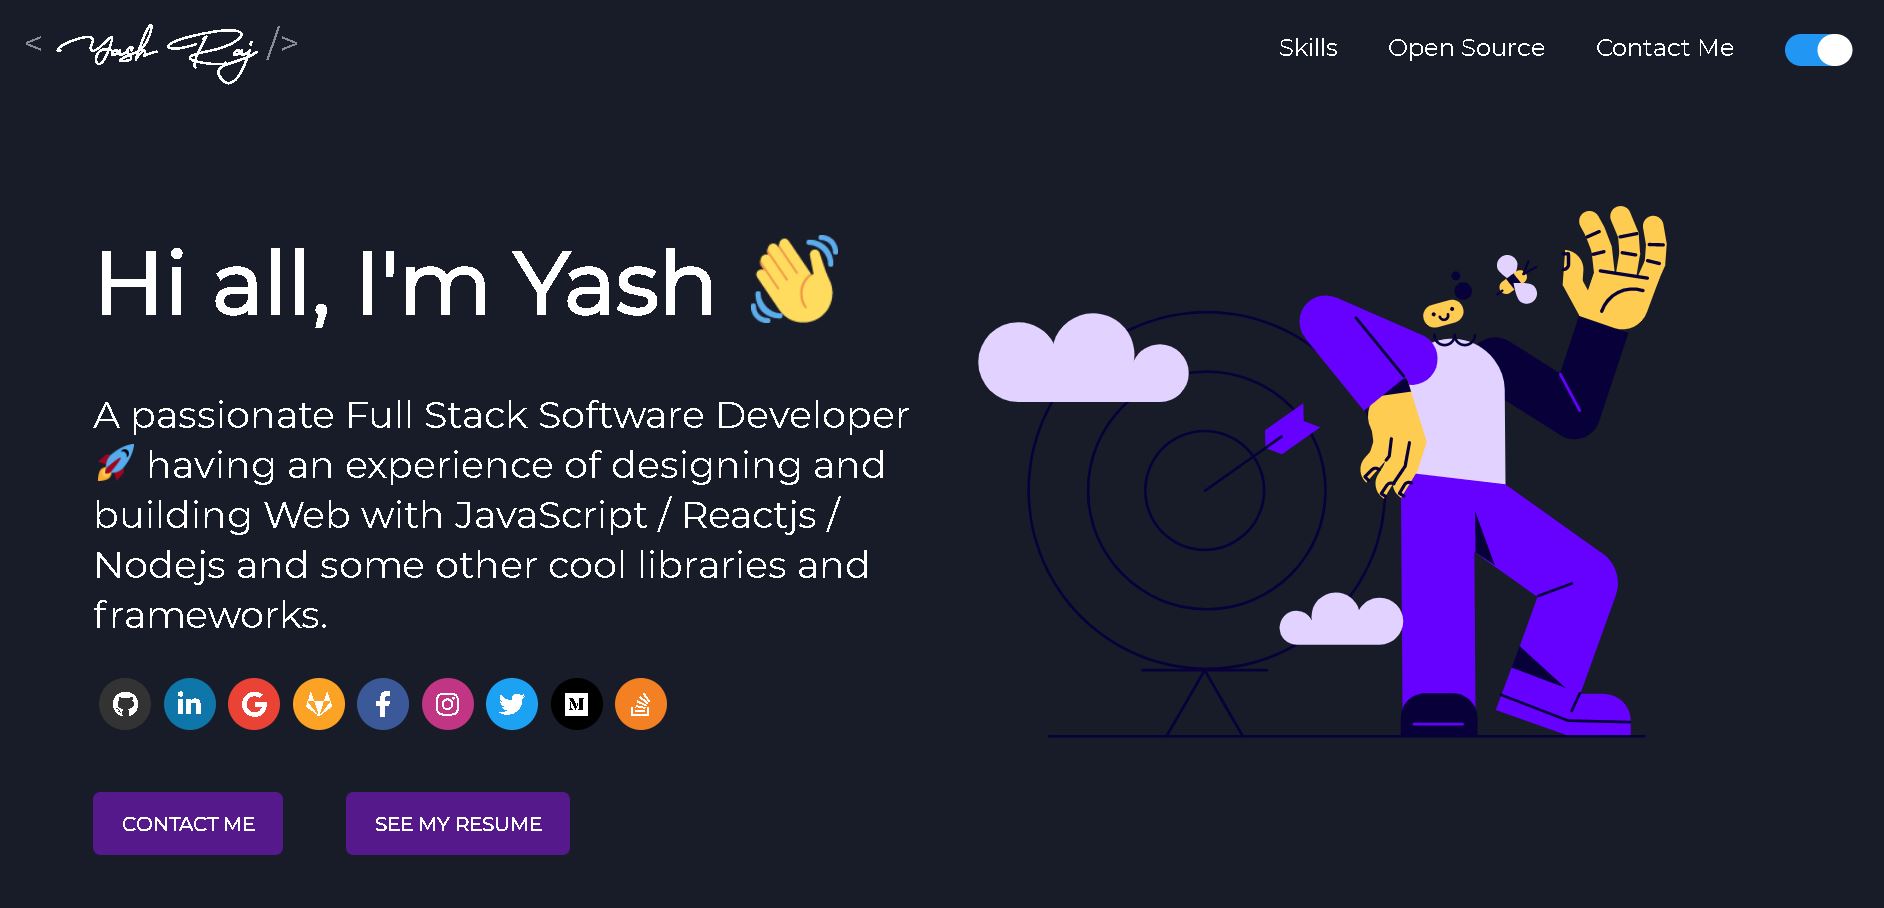 < Yash Raj />
Skills
Open Source
Contact Me
Hi all, I'm Yash 👋
A passionate Full Stack Software Developer
🚀 having an experience of designing and
building Web with JavaScript / Reactjs /
Nodejs and some other cool libraries and
frameworks.
CONTACT ME
SEE MY RESUME